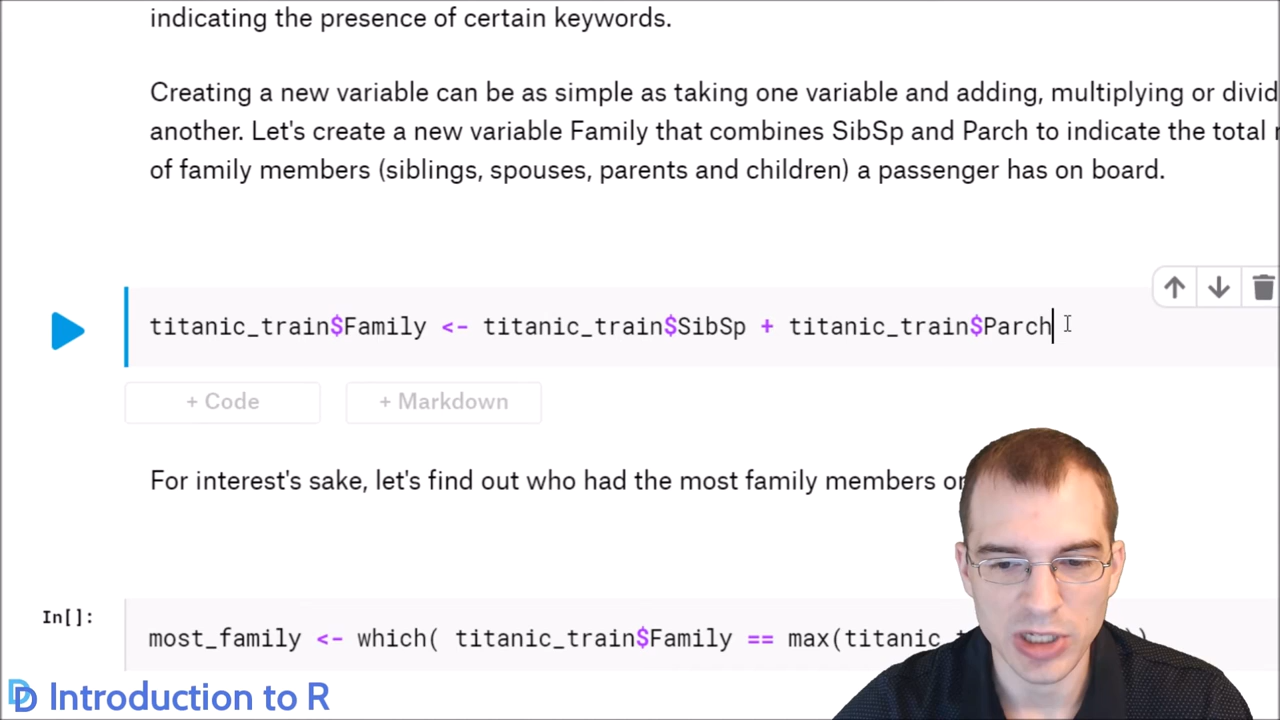 indicating the presence of certain keywords.
Creating a new variable can be as simple as taking one variable and adding, multiplying or divid
another. Let's create a new variable Family that combines SibSp and Parch to indicate the total
of family members (siblings, spouses, parents and children) a passenger has on board.
titanic_train$Family <- titanic_train$SibSp + titanic_train$Parch
+ Code + Markdown
For interest's sake, let's find out who had the most family members
In[]:
most_family <- which( titanic_train$Family == max(titanic_
Introduction to R